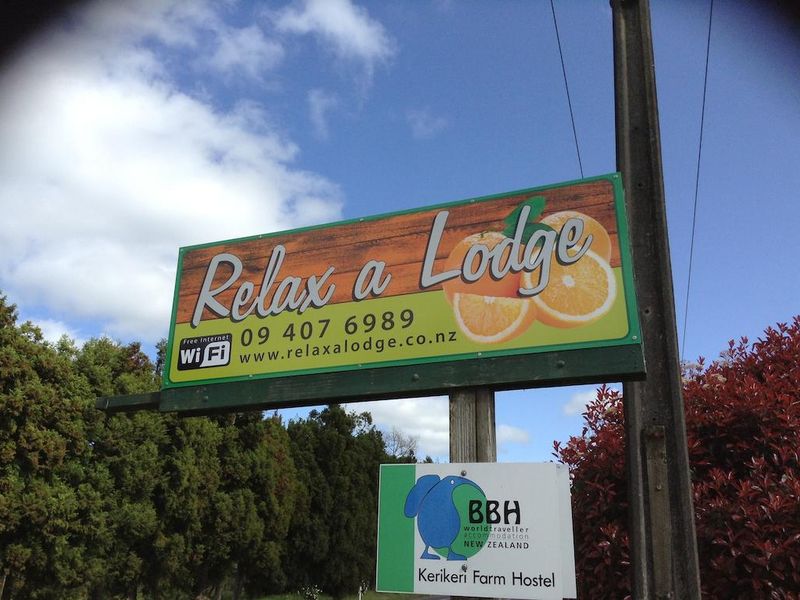 Relax a Lodge
Free Internet
WiFi
09 407 6989
www.relaxalodge.co.nz
BBH
worldtraveller
accommodation
NEW ZEALAND
Kerikeri Farm Hostel